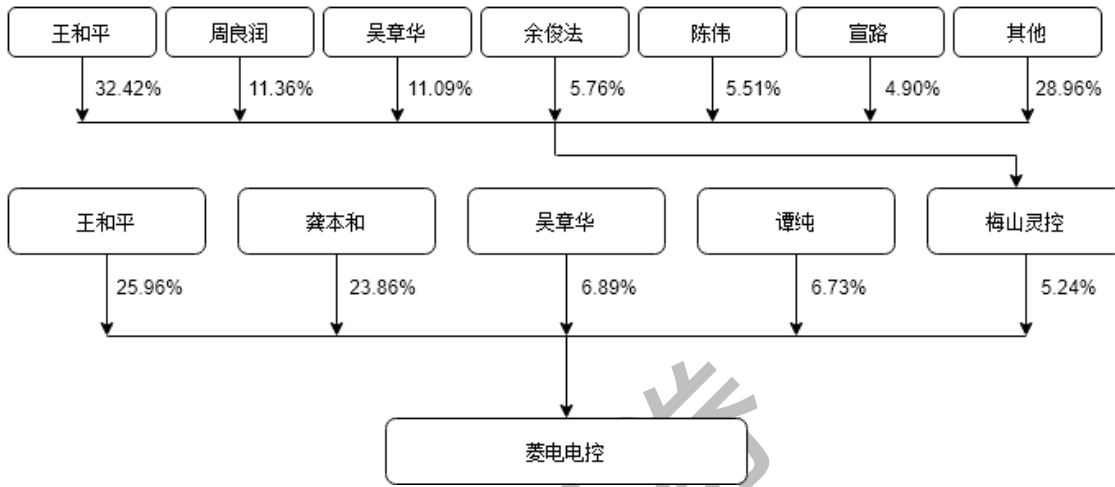 王和平 周良润 吴章华 余俊法 陈伟 宣路 其他
32.42% 11.36% 11.09% 5.76% 5.51% 4.90% 28.96%
王和平 龚本和 吴章华 谭纯 梅山灵控
25.96% 23.86% 6.89% 6.73% 5.24%
菱电电控